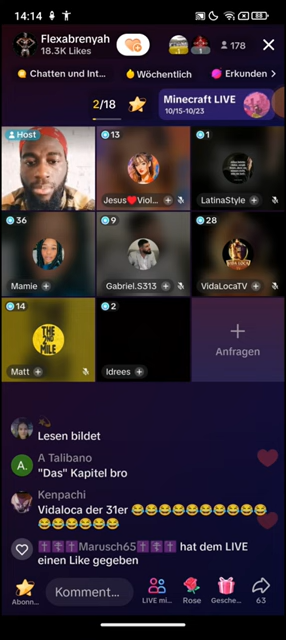 14:14
58
Flexabrenyah
18.3K Likes
178
Chatten und Int...
Wöchentlich
Erkunden
2/18
Minecraft LIVE
10/15-10/23
Host
13
1
Jesus❤️Viol...
LatinaStyle
36
9
28
Mamie
Gabriel.S313
VidaLocaTV
14
2
THE
2ND
MILE
Matt
Idrees
Anfragen
Lesen bildet
A.
A Talibano
"Das" Kapitel bro
Kenpachi
Vidaloca der 31er 😂😂😂😂😂😂😂😂😂😂
😂😂😂😂😂😂
✝️✝️✝️Marusch65✝️✝️✝️ hat dem LIVE
einen Like gegeben
Kommentieren...
Abonn...
LIVE mi...
Rose
Gesche...
63